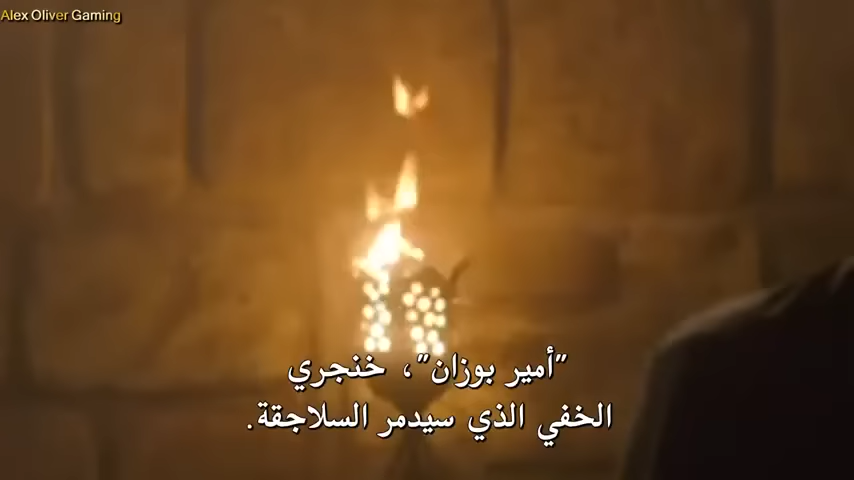 Alex Oliver Gaming
"أمير بوزان"، خنجري
الخفي الذي سيدمر السلاجقة.